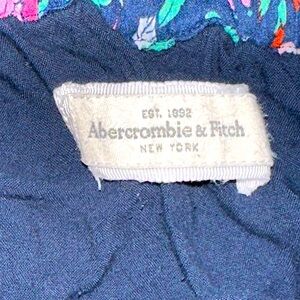 EST. 1892
Abercrombie & Fitch
NEW YORK